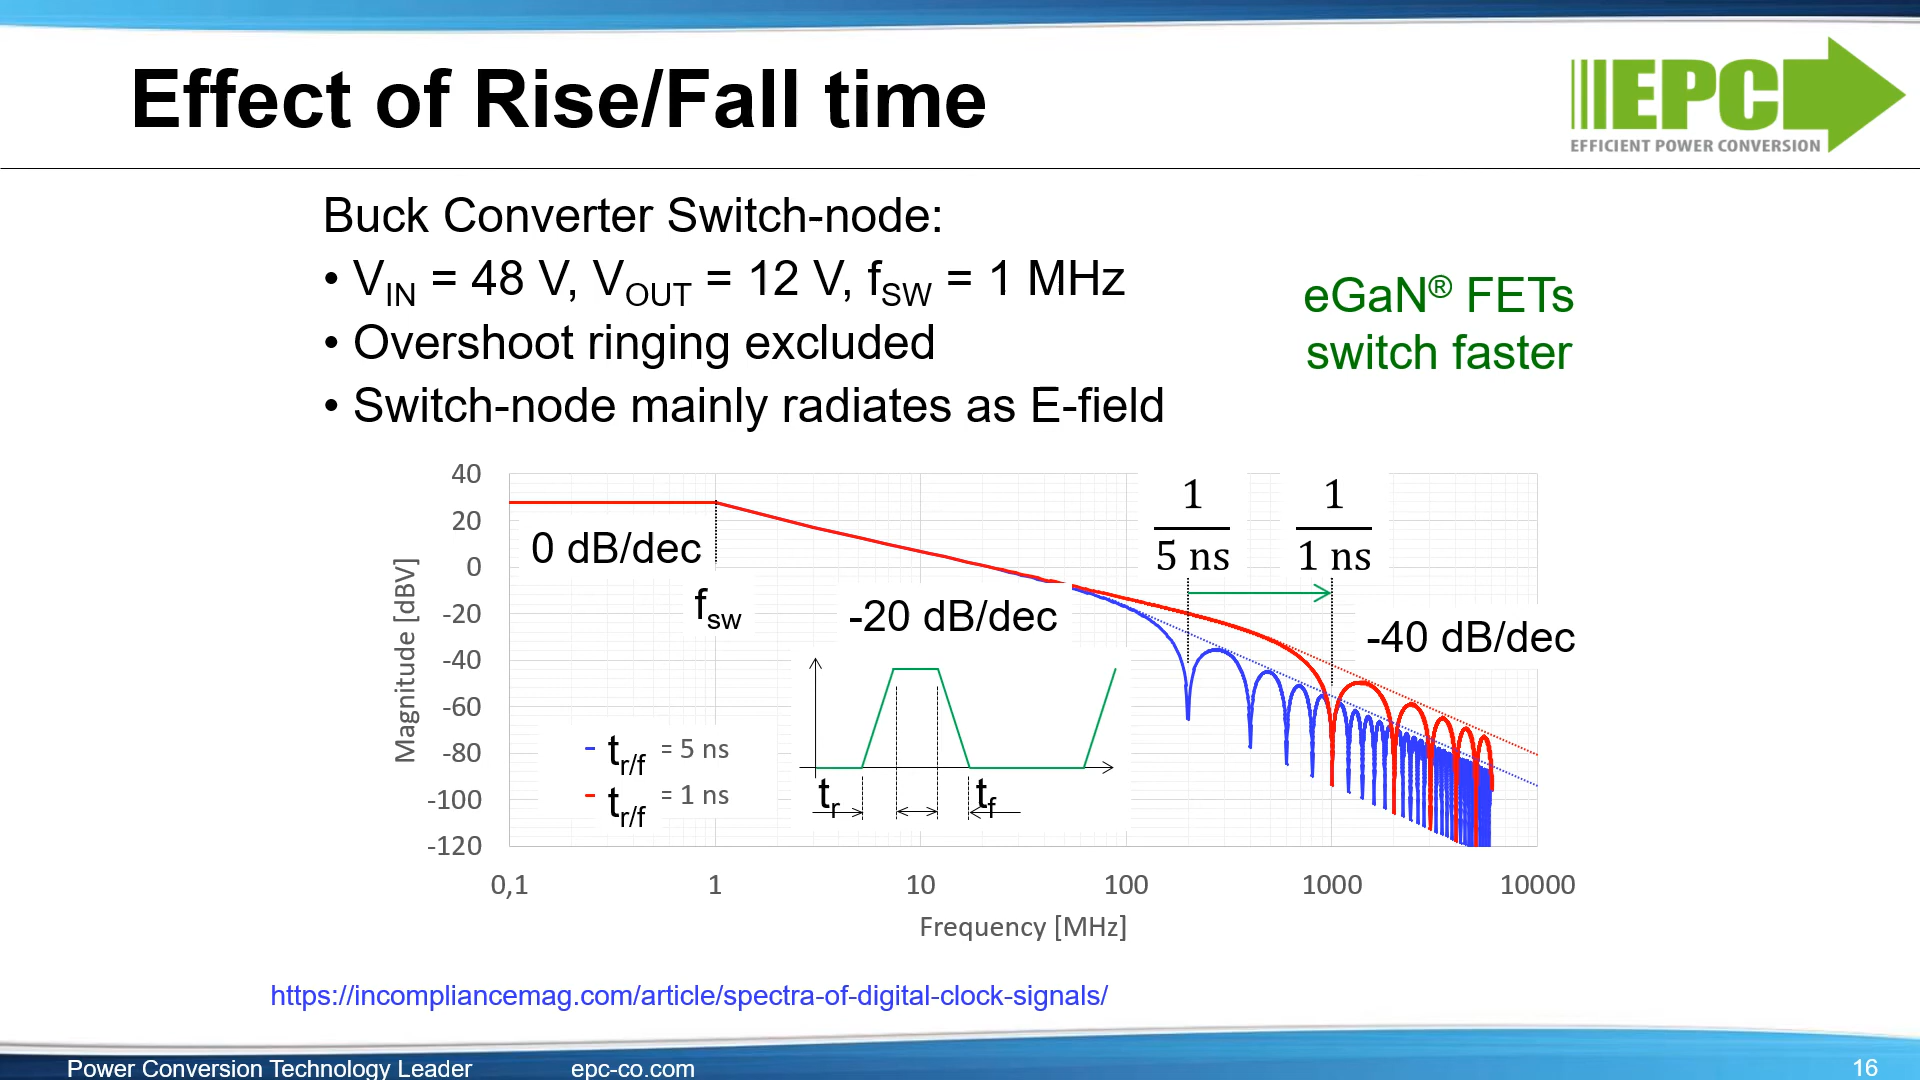 Effect of Rise/Fall time
EPC
EFFICIENT POWER CONVERSION
Buck Converter Switch-node:
• VIN = 48 V, VOUT = 12 V, fSW = 1 MHz
• Overshoot ringing excluded
• Switch-node mainly radiates as E-field
eGaN® FETs
switch faster
40
20
0
-20
-40
-60
-80
-100
-120
Magnitude [dBV]
0 dB/dec
fsw
-20 dB/dec
1
5 ns
1
1 ns
-40 dB/dec
tr/f = 5 ns
tr/f = 1 ns
tr
tf
0,1
1
10
100
1000
10000
Frequency [MHz]
https://incompliancemag.com/article/spectra-of-digital-clock-signals/
Power Conversion Technology Leader
epc-co.com
16